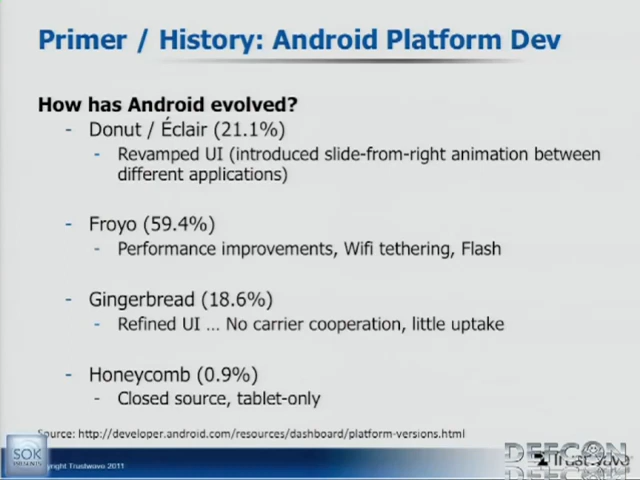 Primer / History: Android Platform Dev
How has Android evolved?
- Donut / Éclair (21.1%)
- Revamped UI (introduced slide-from-right animation between
different applications)
- Froyo (59.4%)
- Performance improvements, Wifi tethering, Flash
- Gingerbread (18.6%)
- Refined UI ... No carrier cooperation, little uptake
- Honeycomb (0.9%)
- Closed source, tablet-only
Source: http://developer.android.com/resources/dashboard/platform-versions.html
SOK
yright Trustwave 2011
DEFCON
Trustwave